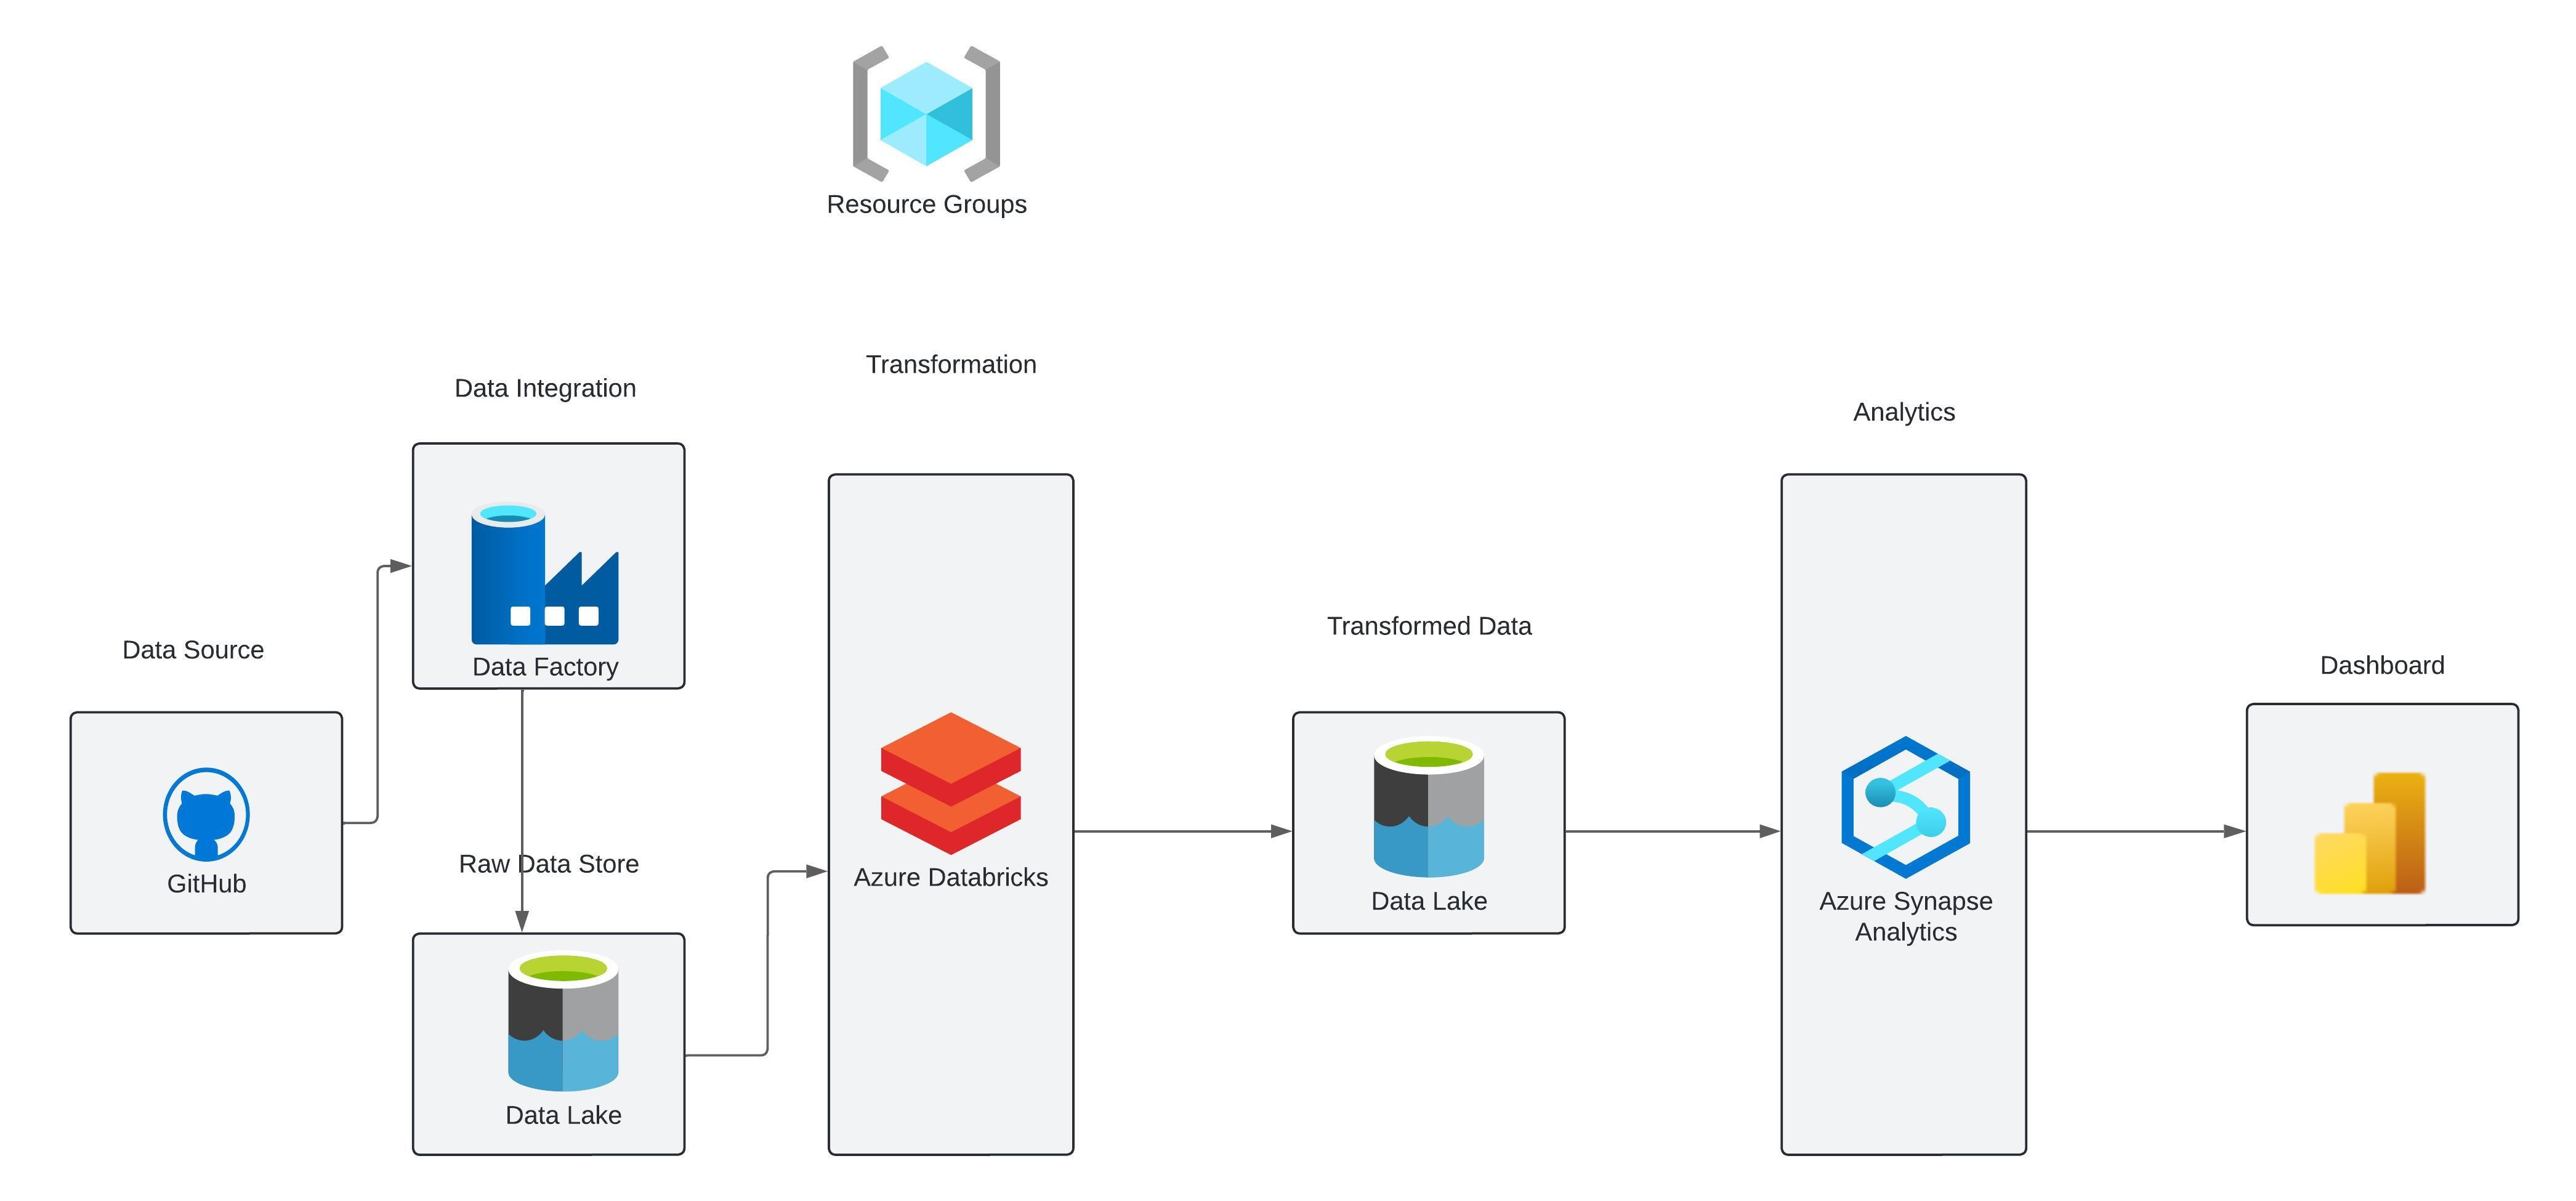 Resource Groups
Transformation
Data Integration
Analytics
Transformed Data
Data Source
Dashboard
Data Factory
Raw Data Store
Azure Databricks
GitHub
Data Lake
Azure Synapse
Analytics
Data Lake